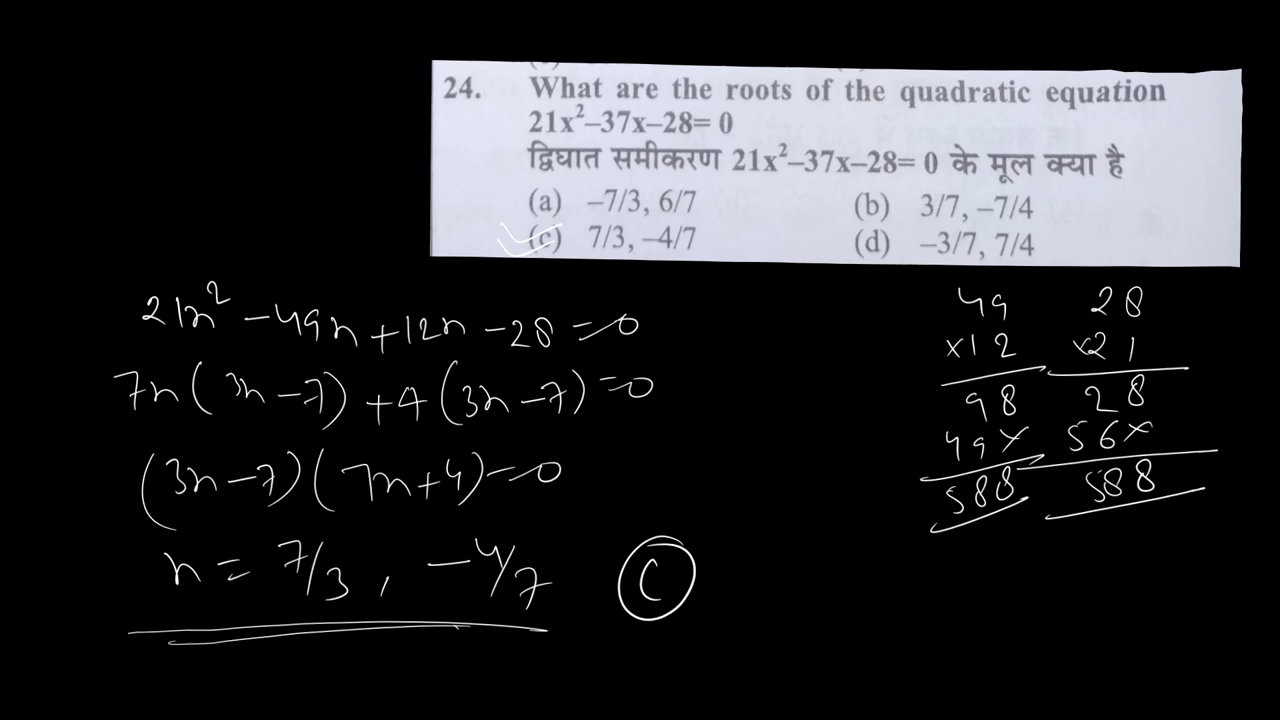 24. What are the roots of the quadratic equation
21x²–37x–28= 0
द्विघात समीकरण 21x²–37x–28= 0 के मूल क्या है
(a) –7/3, 6/7 (b) 3/7, –7/4
(c) 7/3, –4/7 (d) –3/7, 7/4
21x² - 49x + 12x - 28 = 0
7x(3x - 7) + 4(3x - 7) = 0
(3x - 7)(7x + 4) = 0
x = 7/3, -4/7 C
49 28
×12 ×21
98 28
49× 56×
588 588